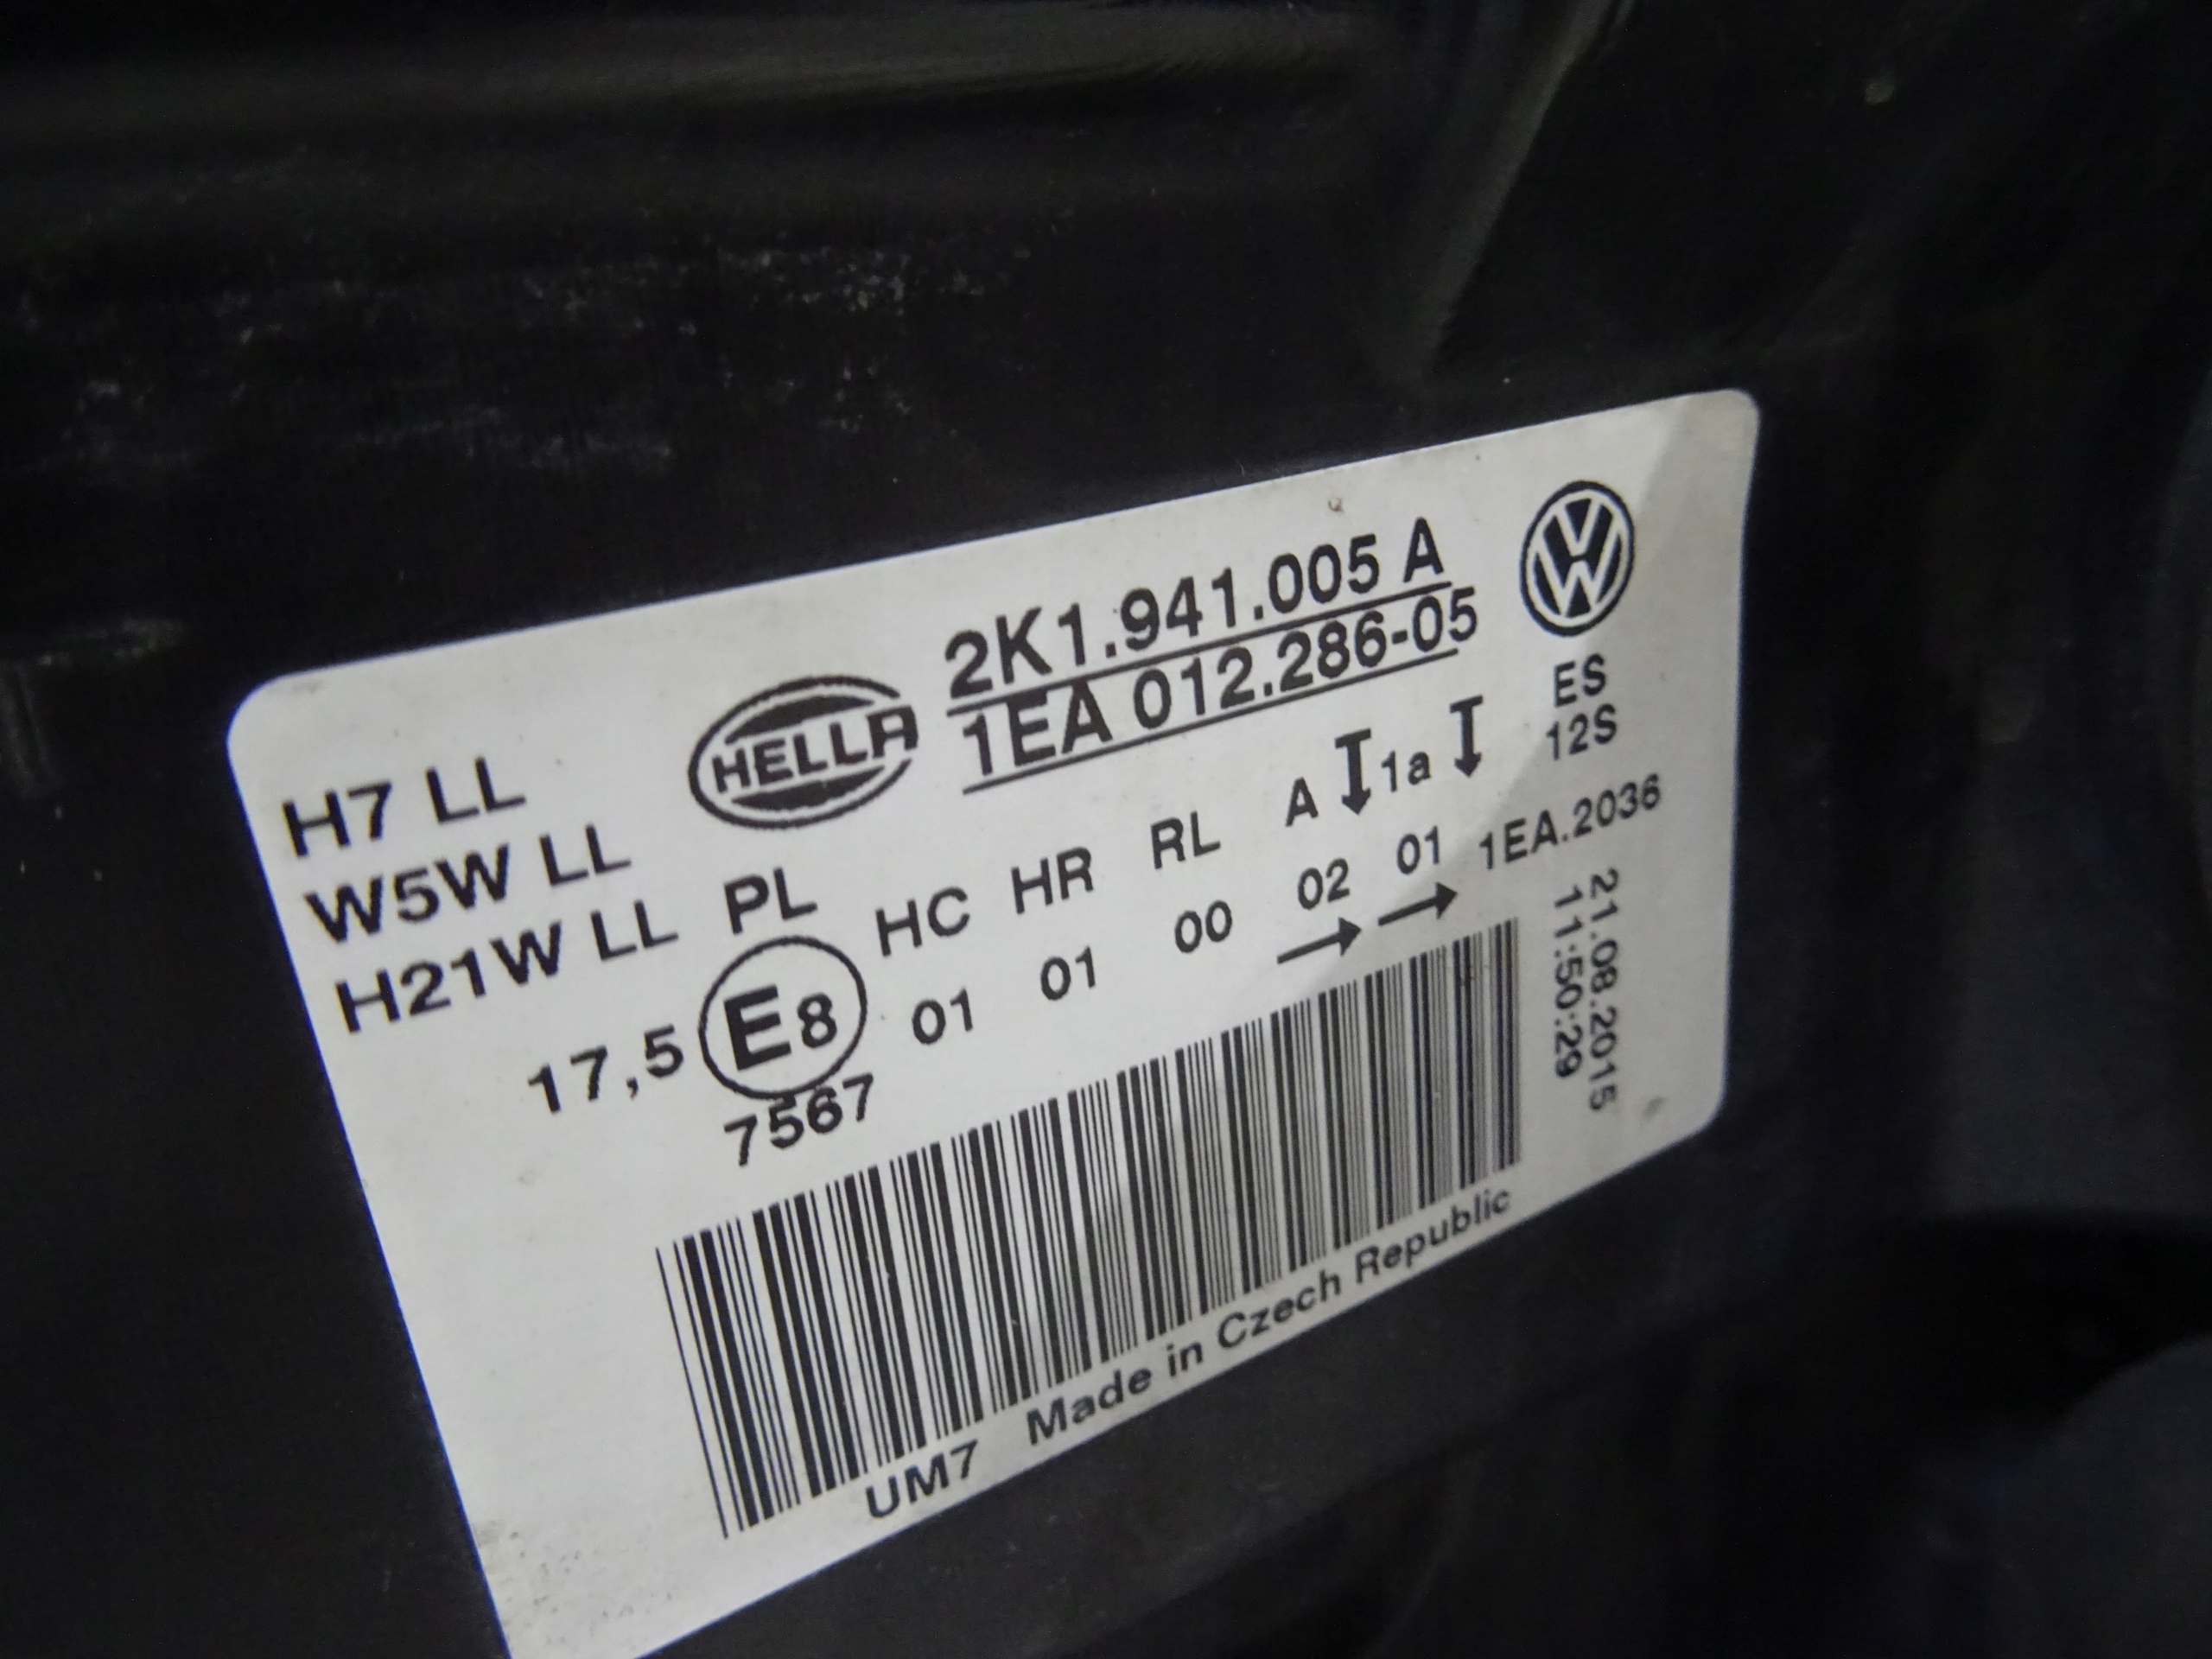 2K1.941.005 A
HELLA 1EA 012.286-05
ES
12S
H7 LL
W5W LL
H21W LL PL HC HR RL A 1a
17,5 E8 01 01 00 02 01 1EA.2036
7567
21.08.2015
11:50:29
UM7 Made in Czech Republic